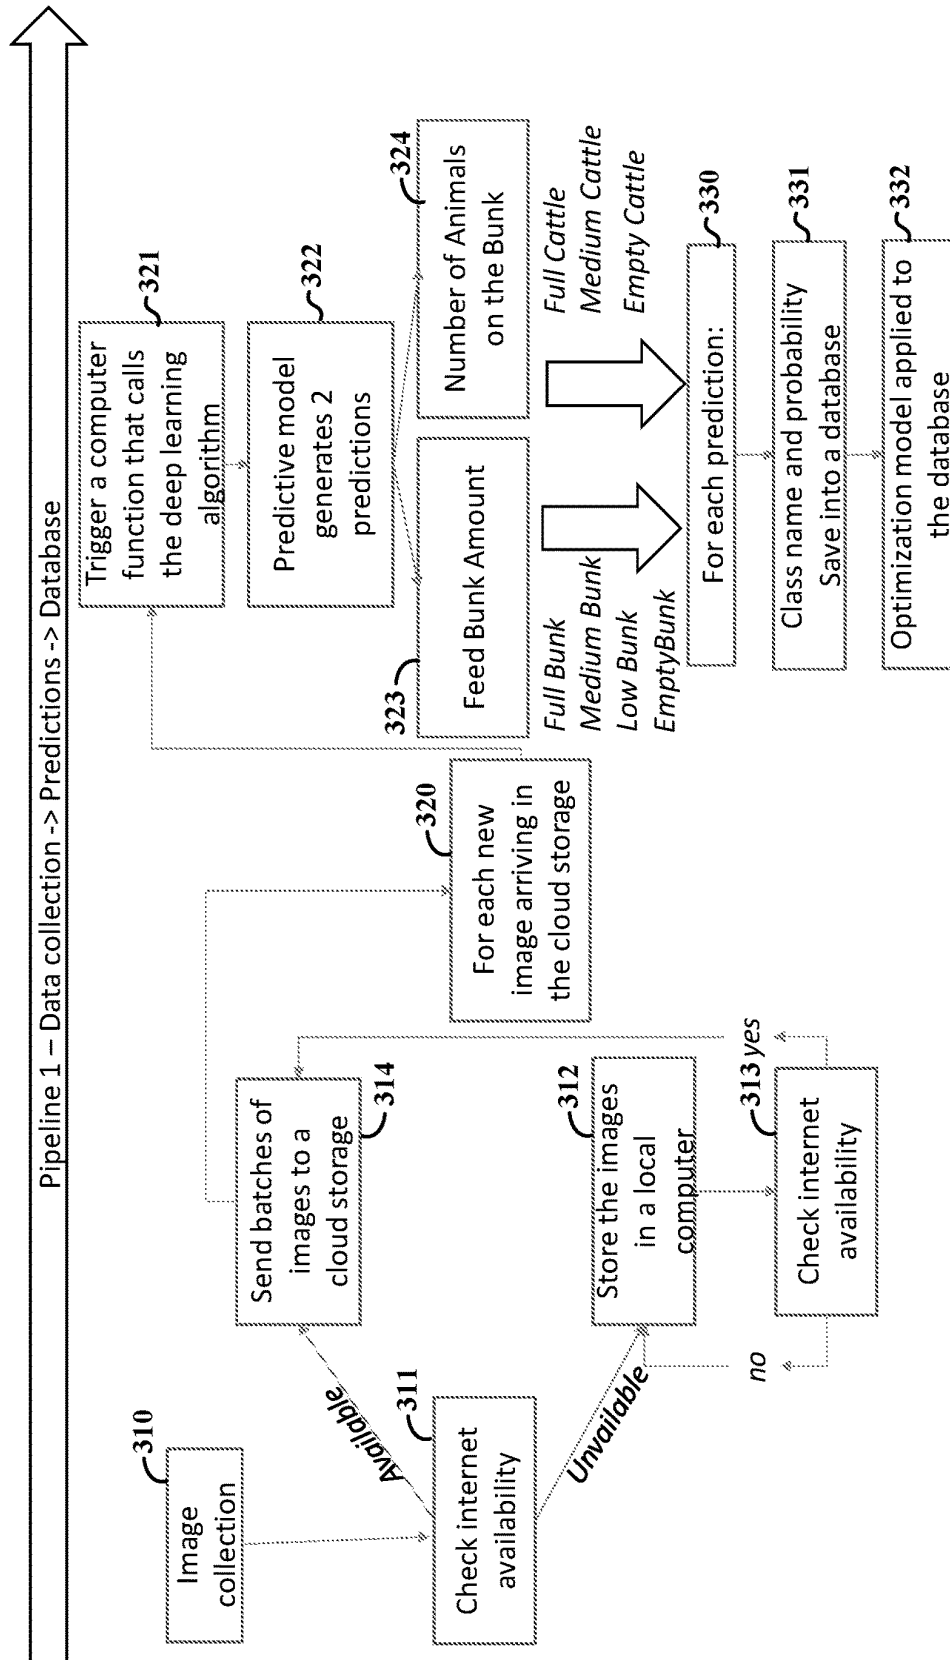 Pipeline 1 – Data collection -> Predictions -> Database
310
Image
collection
311
Check internet
availability
Available
Unvailable
314
Send batches of
images to a
cloud storage
312
Store the images
in a local
computer
313
Check internet
availability
yes
no
320
For each new
image arriving in
the cloud storage
321
Trigger a computer
function that calls
the deep learning
algorithm
322
Predictive model
generates 2
predictions
323
Feed Bunk Amount
324
Number of Animals
on the Bunk
Full Bunk
Medium Bunk
Low Bunk
EmptyBunk
Full Cattle
Medium Cattle
Empty Cattle
330
For each prediction:
331
Class name and probability
Save into a database
332
Optimization model applied to
the database